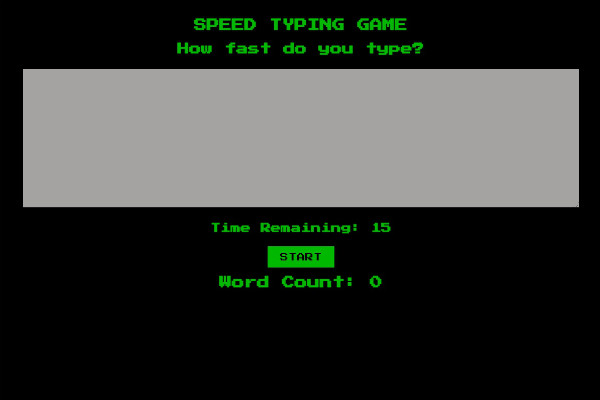 SPEED TYPING GAME
How fast do you type?
Time Remaining: 15
START
Word Count: 0